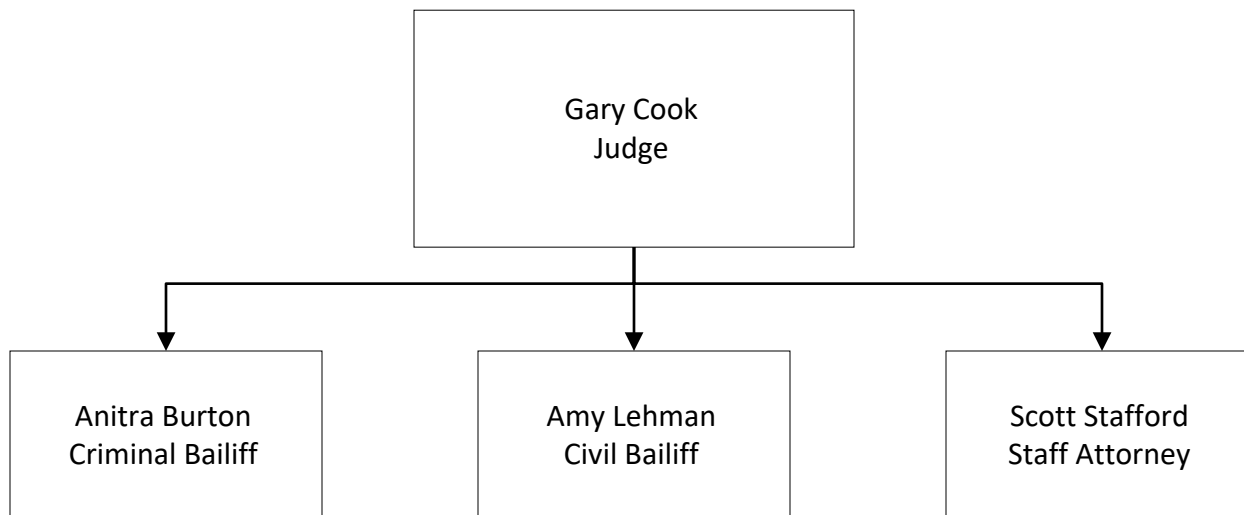 Gary Cook
Judge
Anitra Burton
Criminal Bailiff
Amy Lehman
Civil Bailiff
Scott Stafford
Staff Attorney